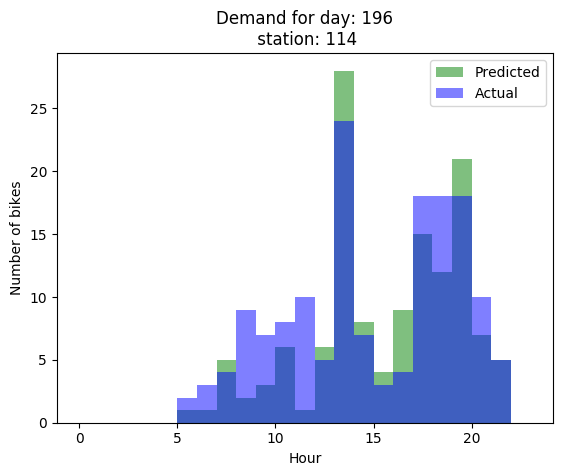 Demand for day: 196
station: 114
Predicted
Actual
Number of bikes
25
20
15
10
5
0
0
5
10
15
20
Hour